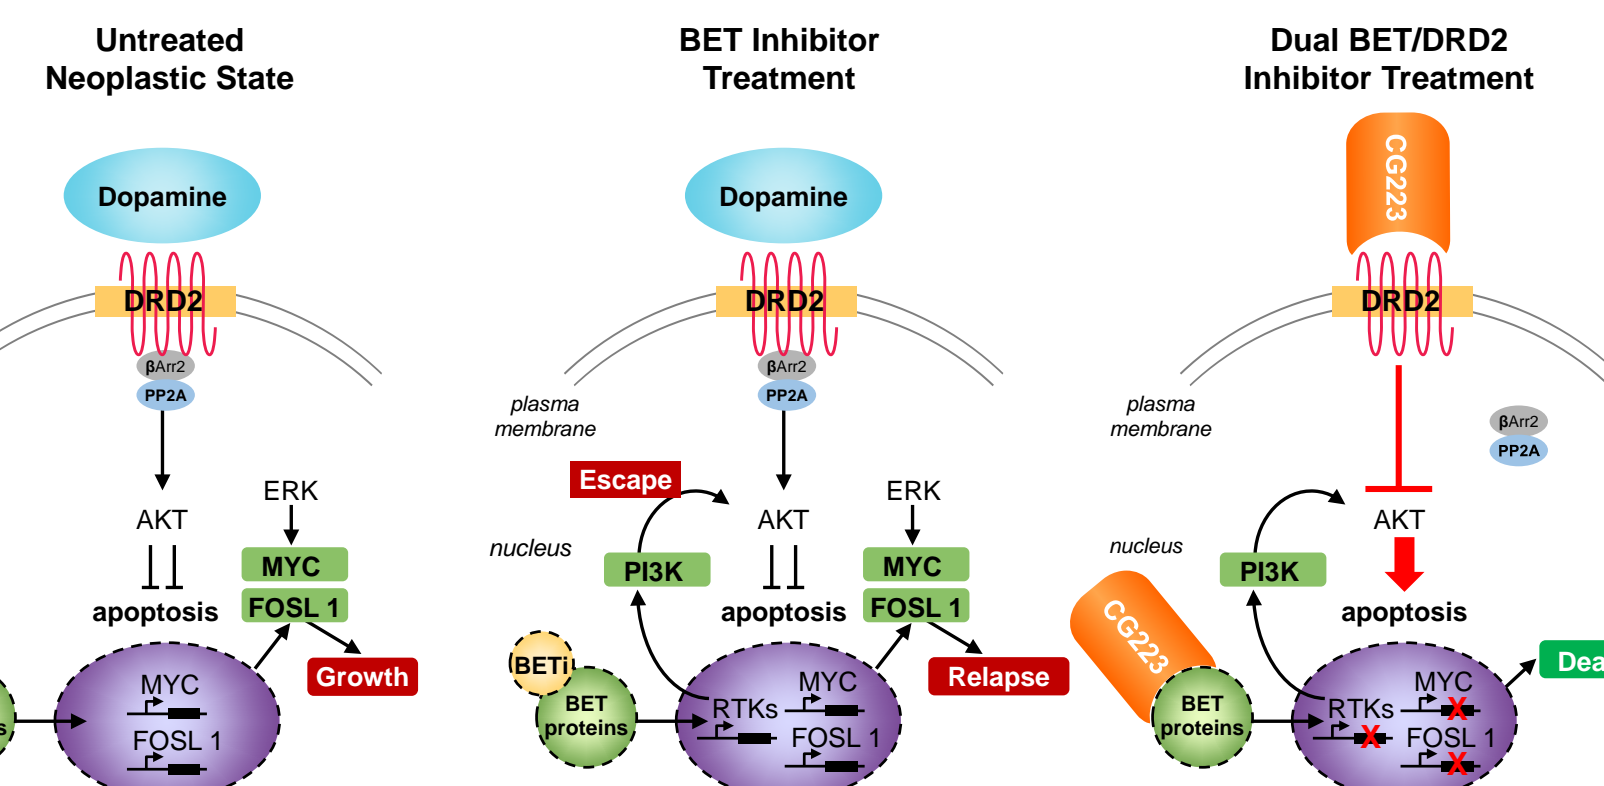 Untreated
Neoplastic State
Dopamine
DRD2
βArr2
PP2A
AKT
apoptosis
ERK
MYC
FOSL 1
Growth
MYC
FOSL 1
s
BET Inhibitor
Treatment
Dopamine
DRD2
βArr2
PP2A
plasma
membrane
Escape
nucleus
PI3K
AKT
apoptosis
ERK
MYC
FOSL 1
Relapse
BETi
BET
proteins
RTKs
MYC
FOSL 1
Dual BET/DRD2
Inhibitor Treatment
CG223
DRD2
plasma
membrane
βArr2
PP2A
nucleus
PI3K
AKT
apoptosis
CG223
BET
proteins
RTKs
X
MYC
X
FOSL 1
X
Dea